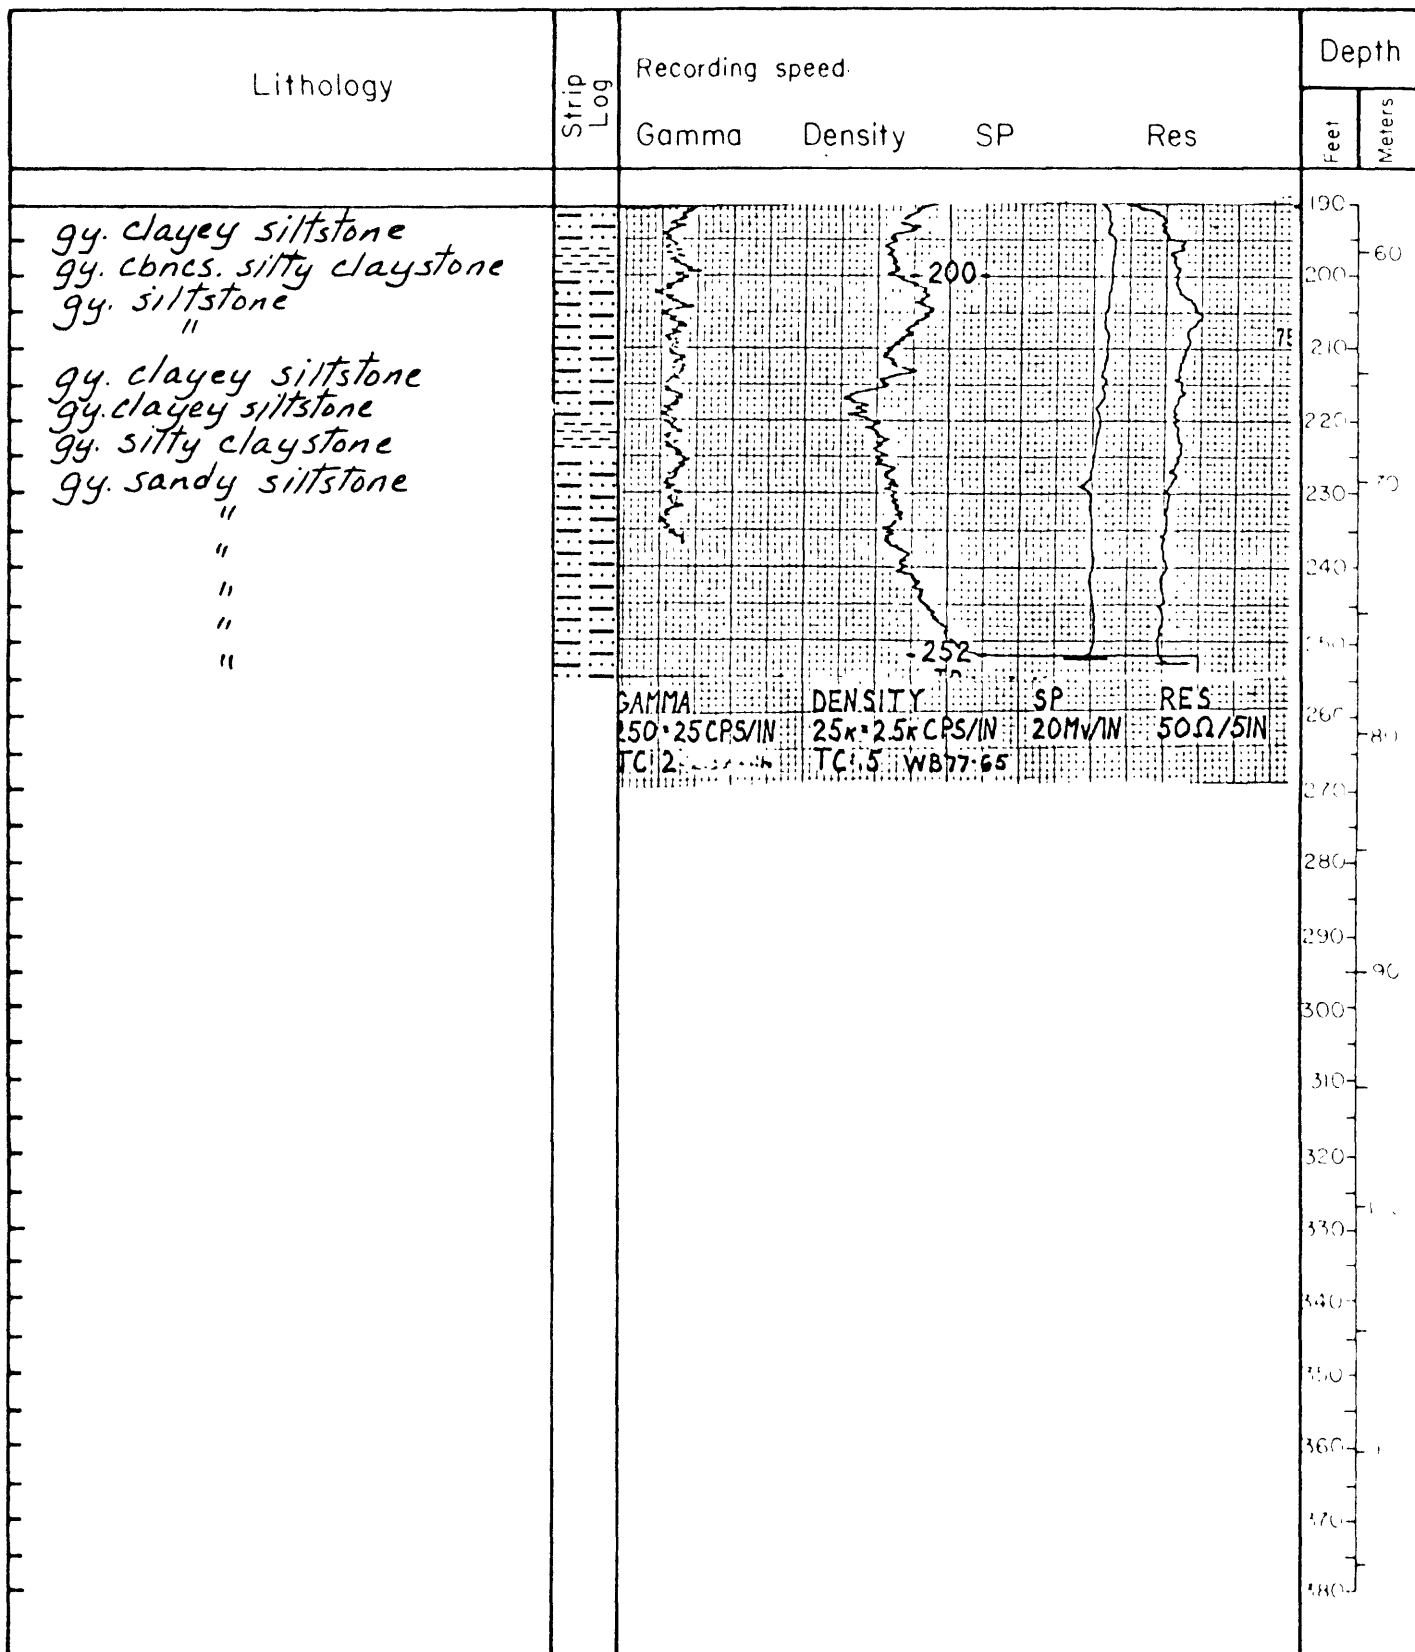 Lithology
Strip Log
Recording speed.
Gamma Density SP Res
Depth
Feet
Meters
gy. clayey siltstone
gy. cbncs. silty claystone
gy. siltstone
"
gy. clayey siltstone
gy. clayey siltstone
gy. silty claystone
gy. sandy siltstone
"
"
"
"
"
200
252
GAMMA DENSITY SP RES
250=25 CPS/IN 25K=2.5K CPS/IN 20MV/IN 50Ω/5IN
TC:2 TC:.5 WB77-65
190
60
200
210
220
230
70
240
250
260
80
270
280
290
90
300
310
320
330
340
350
360
370
380